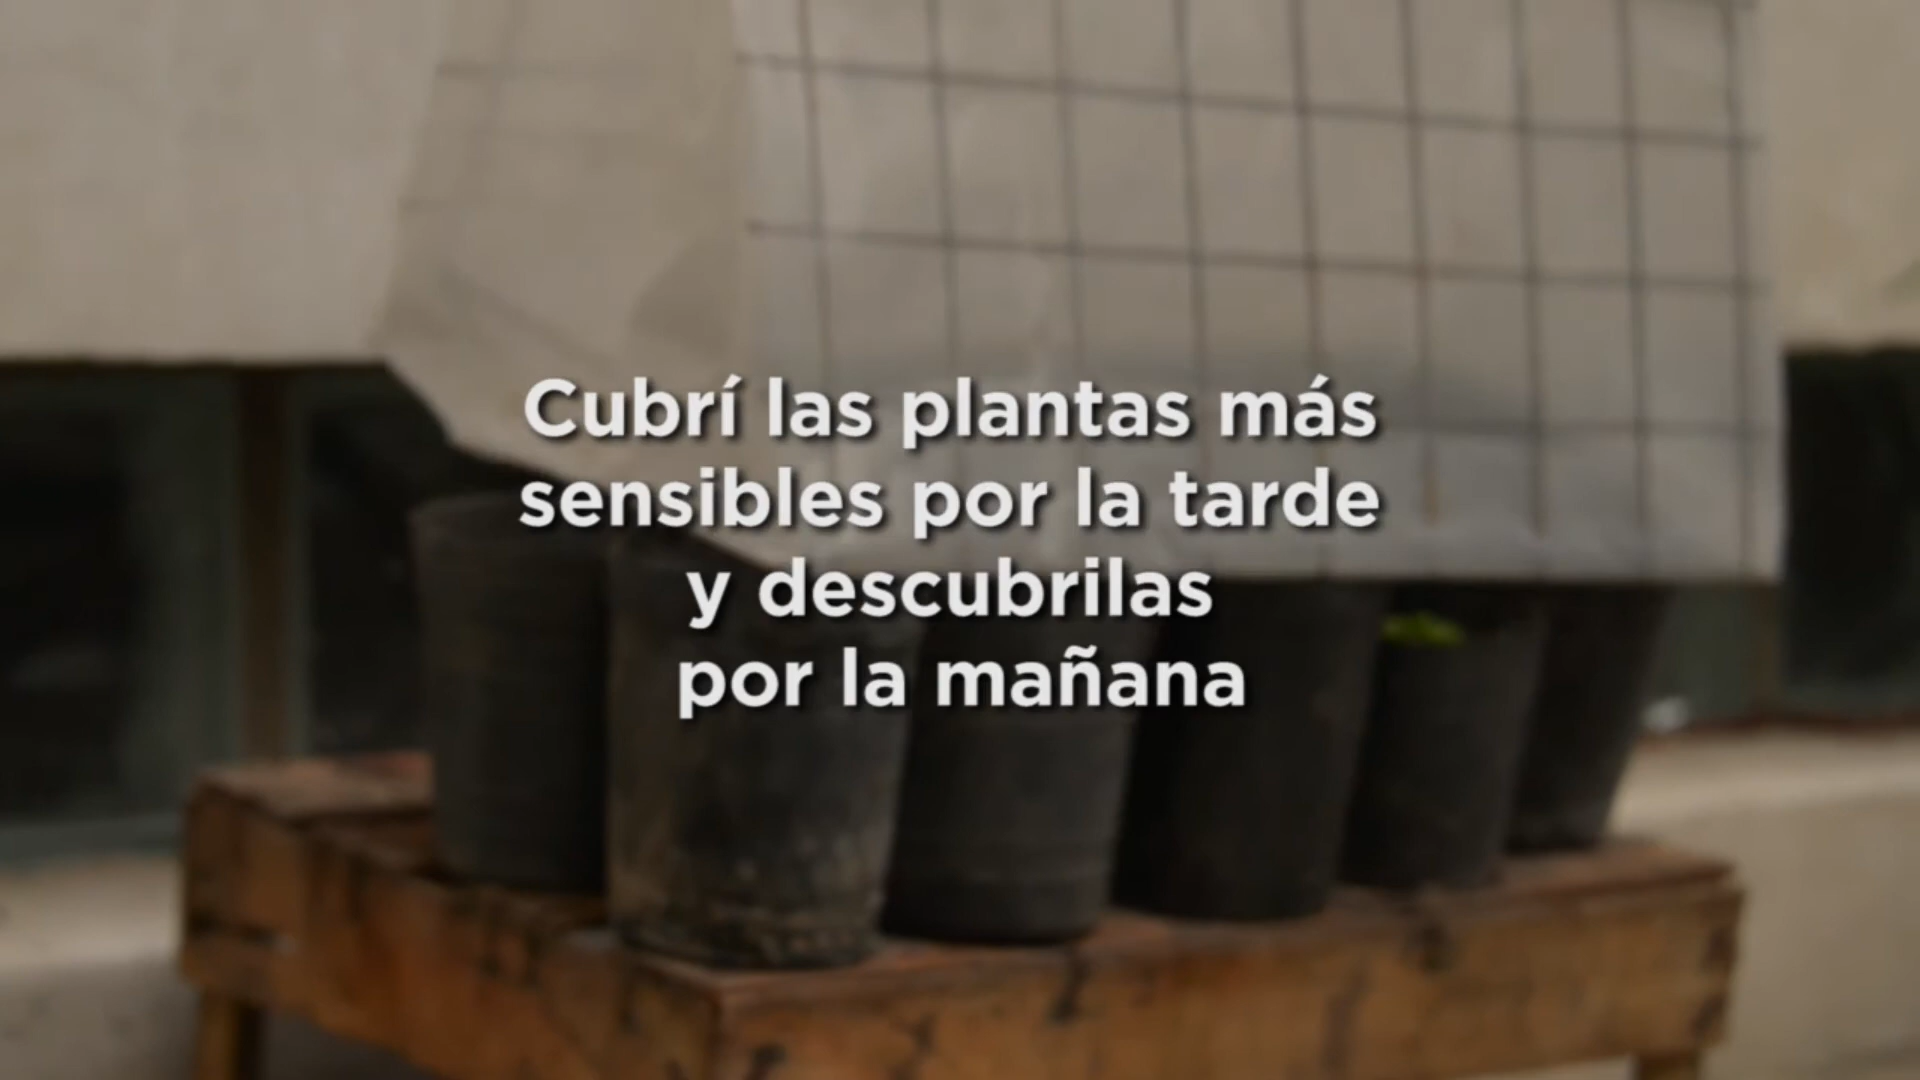 Cubrí las plantas más
sensibles por la tarde
y descubrilas
por la mañana